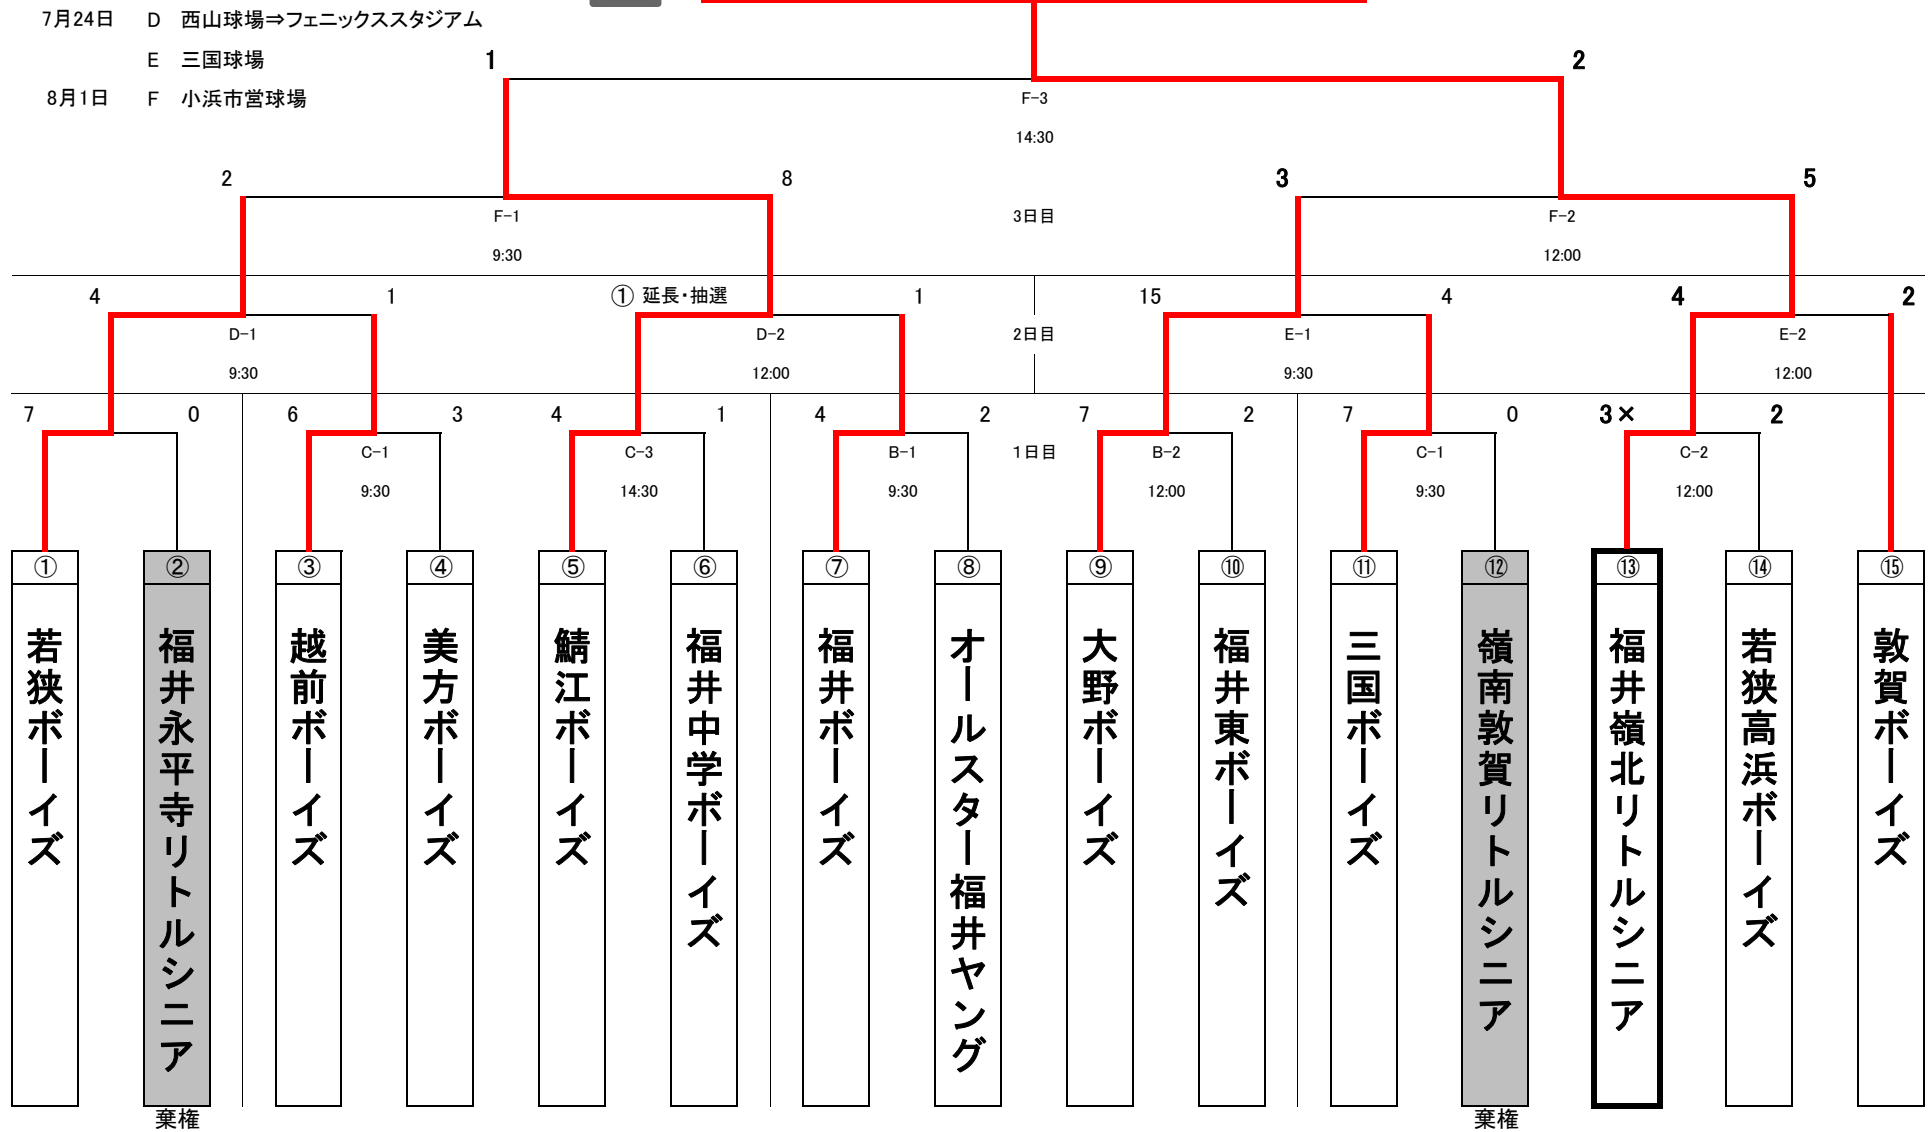 7月24日 D 西山球場⇒フェニックススタジアム
E 三国球場
8月1日 F 小浜市営球場
1 2
F-3
14:30
2 8 3 5
F-1 3日目 F-2
9:30 12:00
4 1 ① 延長・抽選 1 15 4 4 2
D-1 D-2 2日目 E-1 E-2
9:30 12:00 9:30 12:00
7 0 6 3 4 1 4 2 7 2 7 0 3× 2
C-1 C-3 B-1 1日目 B-2 C-1 C-2
9:30 14:30 9:30 12:00 9:30 12:00
① ② ③ ④ ⑤ ⑥ ⑦ ⑧ ⑨ ⑩ ⑪ ⑫ ⑬ ⑭ ⑮
若狭ボーイズ
福井永平寺リトルシニア
越前ボーイズ
美方ボーイズ
鯖江ボーイズ
福井中学ボーイズ
福井ボーイズ
オールスター福井ヤング
大野ボーイズ
福井東ボーイズ
三国ボーイズ
嶺南敦賀リトルシニア
福井嶺北リトルシニア
若狭高浜ボーイズ
敦賀ボーイズ
棄権 棄権